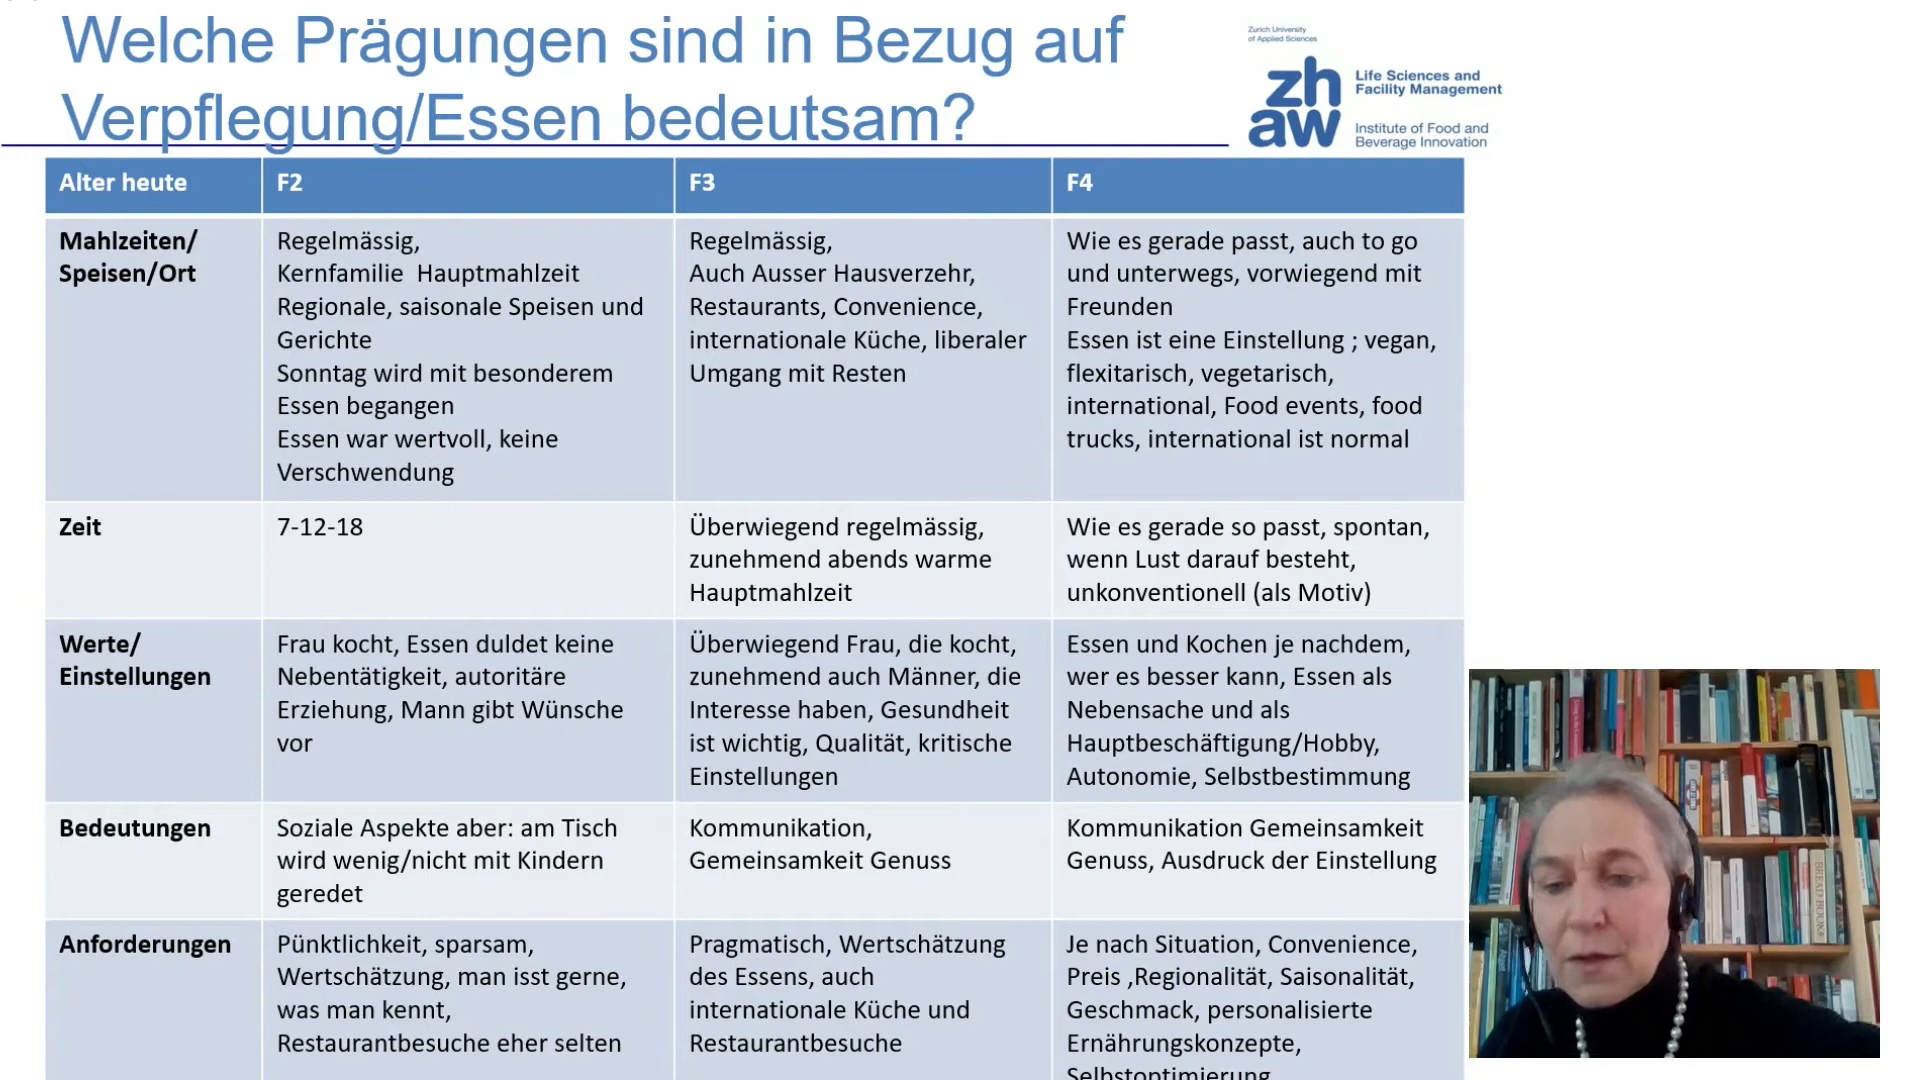 Welche Prägungen sind in Bezug auf
Verpflegung/Essen bedeutsam?
Zurich University
of Applied Sciences
zh
aw
Life Sciences and
Facility Management
Institute of Food and
Beverage Innovation
Alter heute
F2
F3
F4
Mahlzeiten/
Speisen/Ort
Regelmässig,
Kernfamilie Hauptmahlzeit
Regionale, saisonale Speisen und
Gerichte
Sonntag wird mit besonderem
Essen begangen
Essen war wertvoll, keine
Verschwendung
Regelmässig,
Auch Ausser Hausverzehr,
Restaurants, Convenience,
internationale Küche, liberaler
Umgang mit Resten
Wie es gerade passt, auch to go
und unterwegs, vorwiegend mit
Freunden
Essen ist eine Einstellung ; vegan,
flexitarisch, vegetarisch,
international, Food events, food
trucks, international ist normal
Zeit
7-12-18
Überwiegend regelmässig,
zunehmend abends warme
Hauptmahlzeit
Wie es gerade so passt, spontan,
wenn Lust darauf besteht,
unkonventionell (als Motiv)
Werte/
Einstellungen
Frau kocht, Essen duldet keine
Nebentätigkeit, autoritäre
Erziehung, Mann gibt Wünsche
vor
Überwiegend Frau, die kocht,
zunehmend auch Männer, die
Interesse haben, Gesundheit
ist wichtig, Qualität, kritische
Einstellungen
Essen und Kochen je nachdem,
wer es besser kann, Essen als
Nebensache und als
Hauptbeschäftigung/Hobby,
Autonomie, Selbstbestimmung
Bedeutungen
Soziale Aspekte aber: am Tisch
wird wenig/nicht mit Kindern
geredet
Kommunikation,
Gemeinsamkeit Genuss
Kommunikation Gemeinsamkeit
Genuss, Ausdruck der Einstellung
Anforderungen
Pünktlichkeit, sparsam,
Wertschätzung, man isst gerne,
was man kennt,
Restaurantbesuche eher selten
Pragmatisch, Wertschätzung
des Essens, auch
internationale Küche und
Restaurantbesuche
Je nach Situation, Convenience,
Preis ,Regionalität, Saisonalität,
Geschmack, personalisierte
Ernährungskonzepte,
Selbstoptimierung
BREAD BOOK